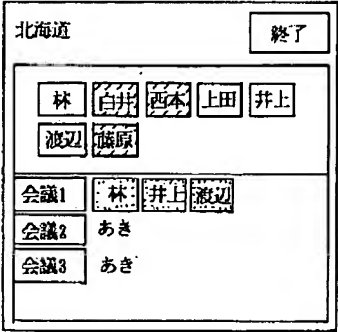 北海道 終了
林 白井 西本 上田 井上
渡辺 藤原
会議1 林 井上 渡辺
会議2 あき
会議3 あき